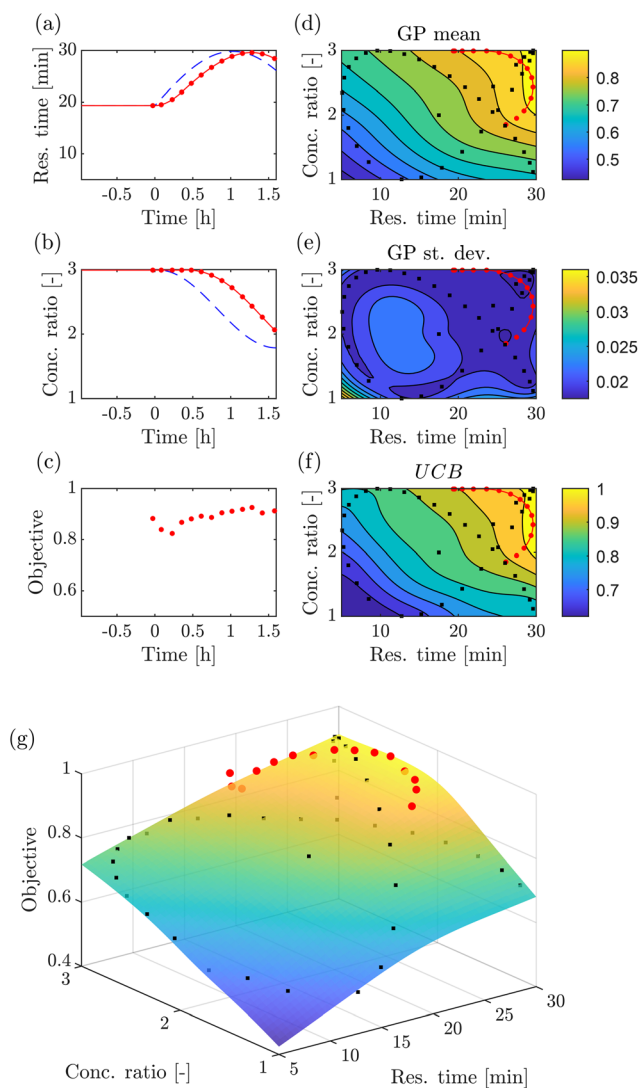 (a)
30
20
10
Res. time [min]
-0.5 0 0.5 1 1.5
Time [h]
(d)
GP mean
3
2
1
Conc. ratio [-]
10 20 30
Res. time [min]
0.8
0.7
0.6
0.5
(b)
3
2
1
Conc. ratio [-]
-0.5 0 0.5 1 1.5
Time [h]
(e)
GP st. dev.
3
2
1
Conc. ratio [-]
10 20 30
Res. time [min]
0.035
0.03
0.025
0.02
(c)
1
0.8
0.6
Objective
-0.5 0 0.5 1 1.5
Time [h]
(f)
UCB
3
2
1
Conc. ratio [-]
10 20 30
Res. time [min]
1
0.9
0.8
0.7
(g)
1
0.8
0.6
0.4
Objective
3
2
1
Conc. ratio [-]
5
10
15
20
25
30
Res. time [min]